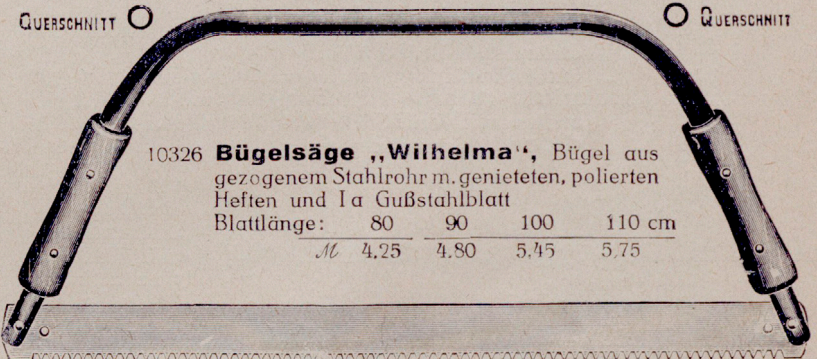 QUERSCHNITT
QUERSCHNITT
10326 Bügelsäge „Wilhelma“, Bügel aus
gezogenem Stahlrohr m. genieteten, polierten
Heften und Ia Gußstahlblatt
Blattlänge: 80 90 100 110 cm
ℳ 4,25 4.80 5,45 5,75